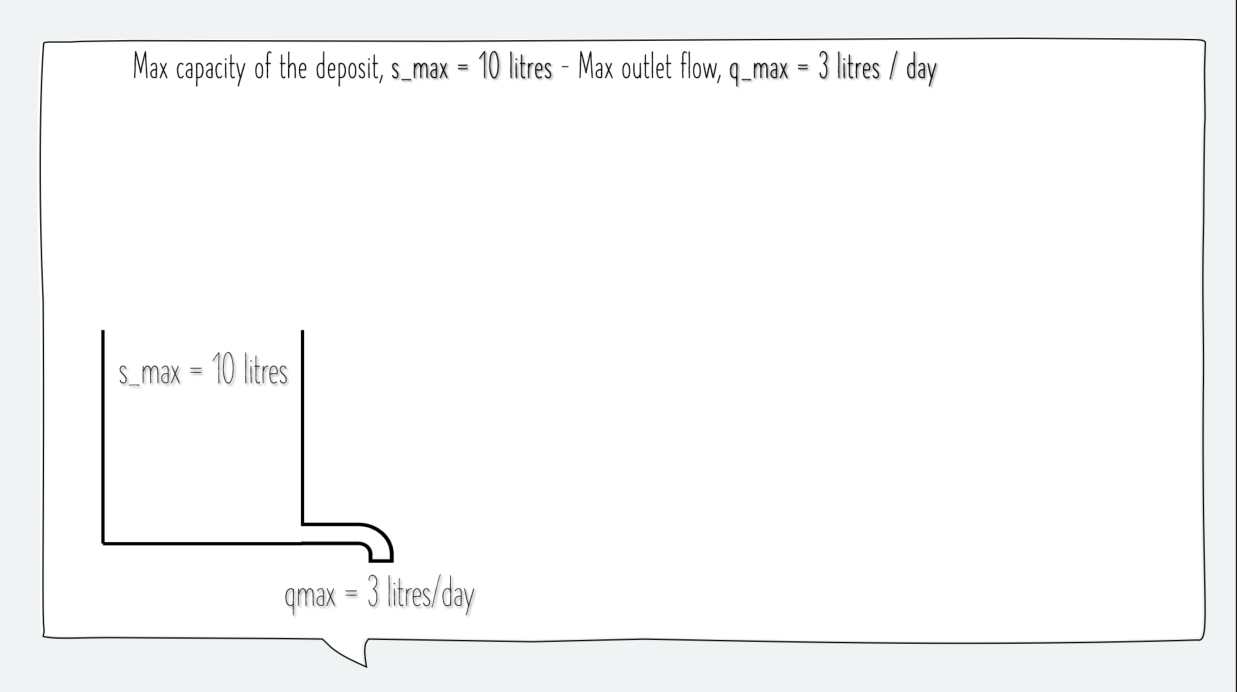 Max capacity of the deposit, s_max = 10 litres - Max outlet flow, q_max = 3 litres / day
s_max = 10 litres
qmax = 3 litres/day